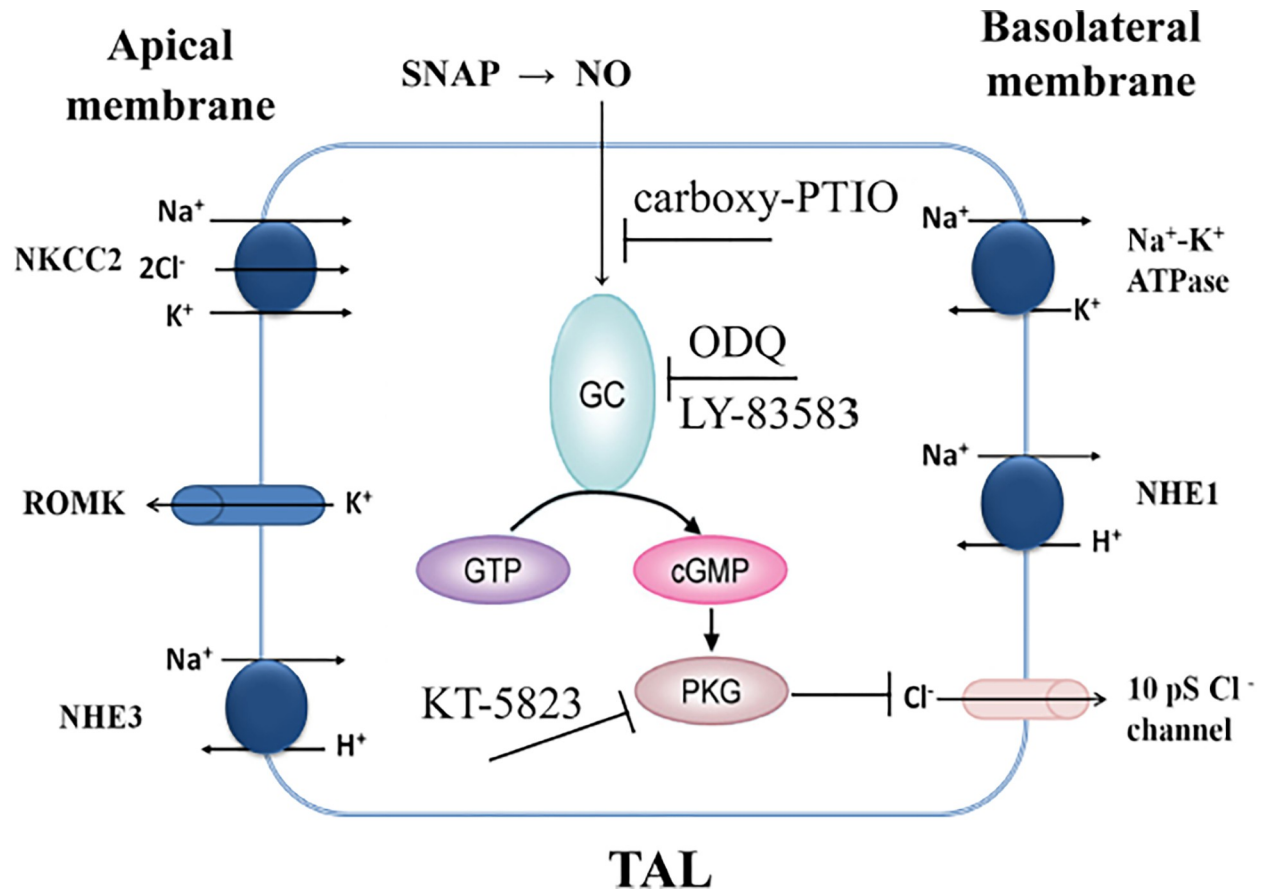 Apical
membrane
SNAP → NO
Basolateral
membrane
carboxy-PTIO
Na⁺
NKCC2
2Cl⁻
K⁺
Na⁺
K⁺
Na⁺-K⁺
ATPase
GC
ODQ
LY-83583
ROMK
K⁺
Na⁺
H⁺
NHE1
GTP
cGMP
Na⁺
NHE3
H⁺
KT-5823
PKG
Cl⁻
10 pS Cl ⁻
channel
TAL